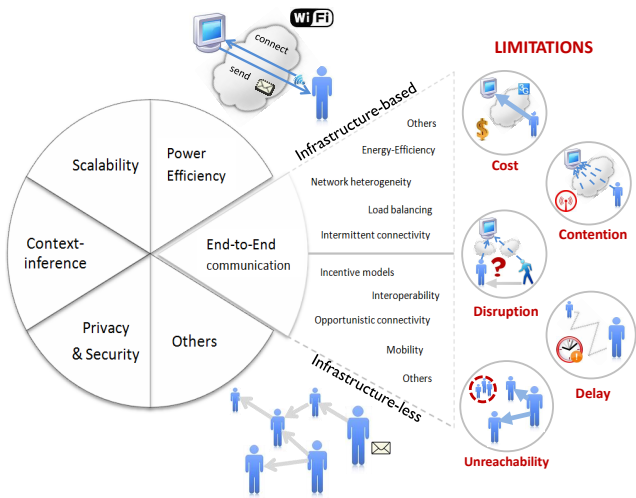 WiFi
connect
send
LIMITATIONS
Infrastructure-based
Others
Energy-Efficiency
Network heterogeneity
Load balancing
Intermittent connectivity
Incentive models
Interoperability
Opportunistic connectivity
Mobility
Others
Infrastructure-less
Scalability
Power
Efficiency
Context-
inference
End-to-End
communication
Privacy
& Security
Others
3G
$
Cost
Contention
?
Disruption
!
Delay
Unreachability